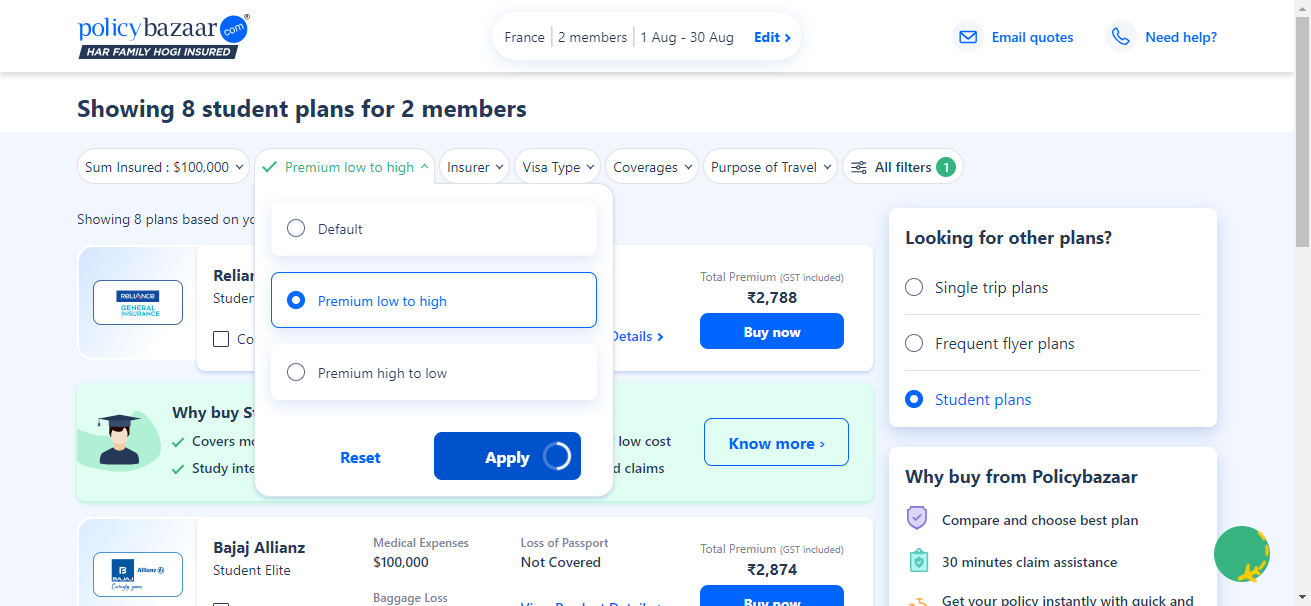 policybazaar.com
HAR FAMILY HOGI INSURED
France
2 members
1 Aug - 30 Aug
Edit ›
Email quotes
Need help?
Showing 8 student plans for 2 members
Sum Insured : $100,000
Premium low to high
Insurer
Visa Type
Coverages
Purpose of Travel
All filters 1
Showing 8 plans based on
Default
Premium low to high
Premium high to low
Reset
Apply
RELIANCE
GENERAL
INSURANCE
Studen
Details ›
Total Premium (GST included)
₹2,788
Buy now
Why buy
Covers
Study
low cost
claims
Know more ›
BAJAJ
Allianz
Caringly yours
Bajaj Allianz
Student Elite
Medical Expenses
$100,000
Baggage Loss
Loss of Passport
Not Covered
View Product Details
Total Premium (GST included)
₹2,874
Buy now
Looking for other plans?
Single trip plans
Frequent flyer plans
Student plans
Why buy from Policybazaar
Compare and choose best plan
30 minutes claim assistance
Get your policy instantly with quick and